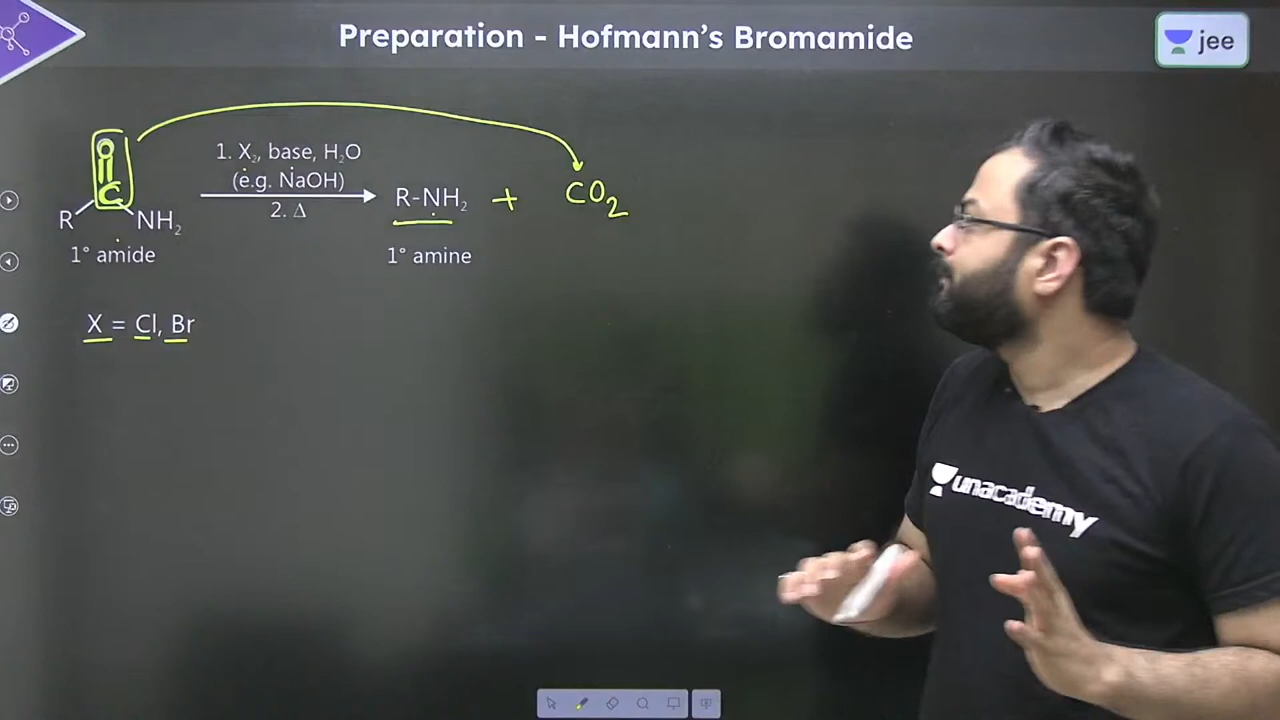 Preparation - Hofmann's Bromamide
jee
O
C
R NH₂
1° amide
1. X₂, base, H₂O
(e.g. NaOH)
2. Δ
R-NH₂ + CO₂
1° amine
X = Cl, Br
unacademy